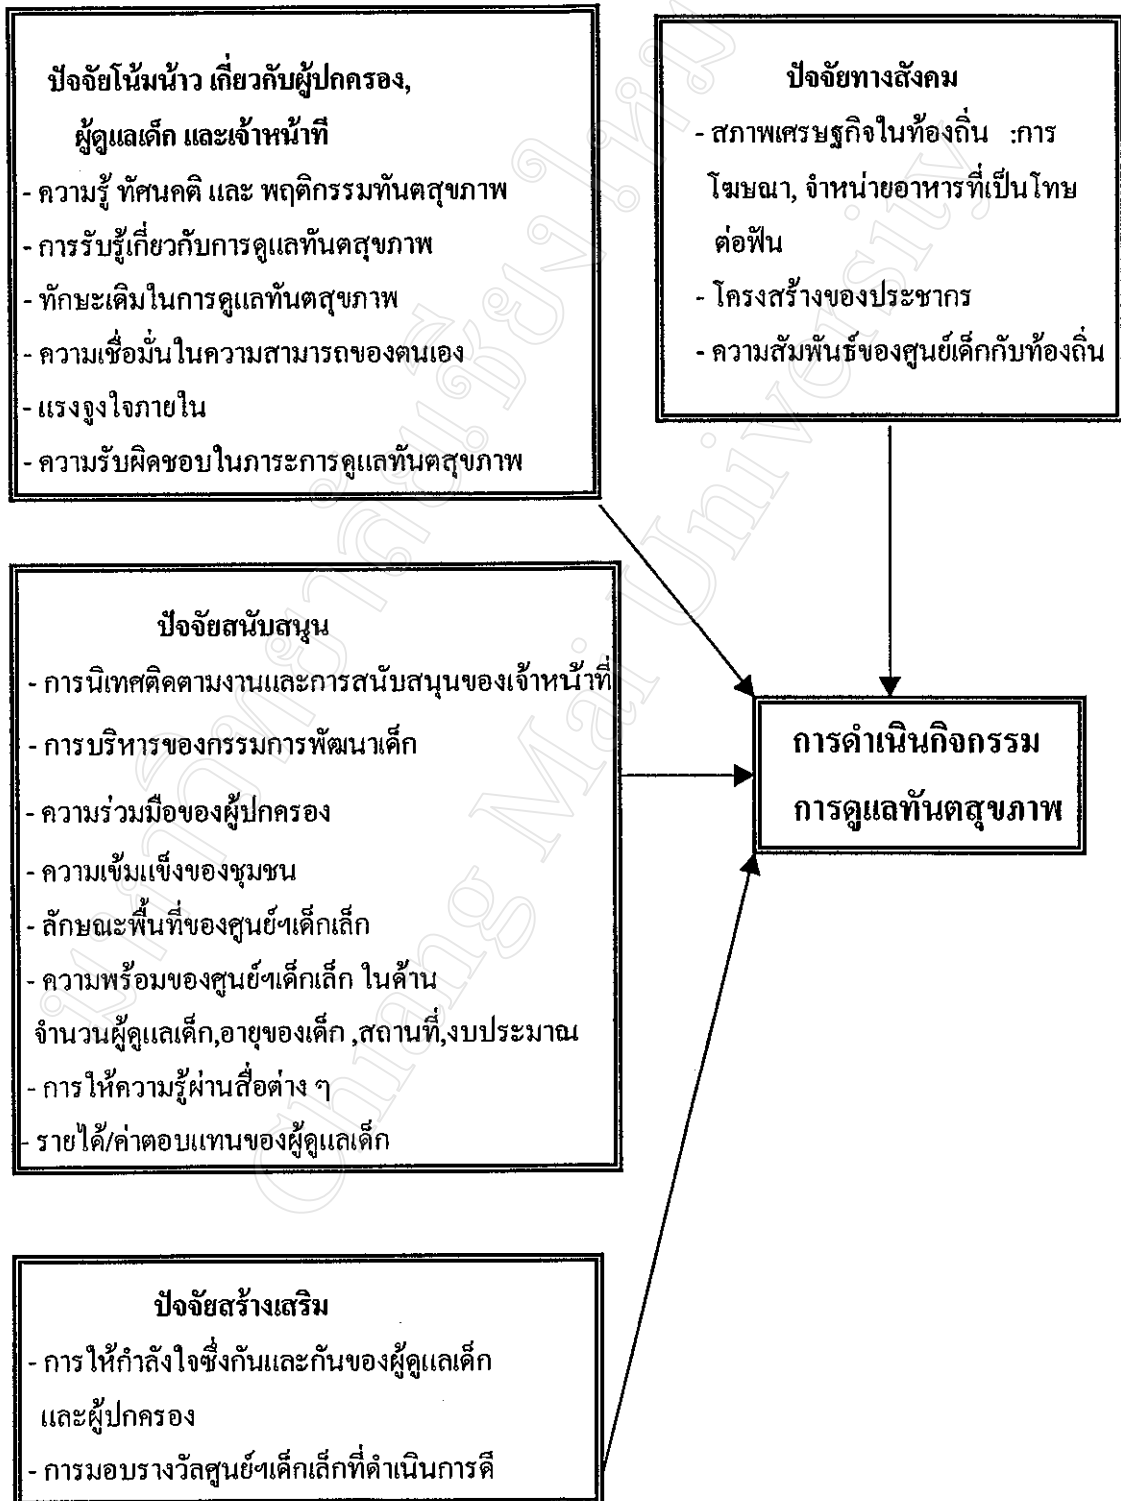 ปัจจัยโน้มน้าว เกี่ยวกับผู้ปกครอง,
ผู้ดูแลเด็ก และเจ้าหน้าที่
- ความรู้ ทัศนคติ และ พฤติกรรมทันตสุขภาพ
- การรับรู้เกี่ยวกับการดูแลทันตสุขภาพ
- ทักษะเดิมในการดูแลทันตสุขภาพ
- ความเชื่อมั่นในความสามารถของตนเอง
- แรงจูงใจภายใน
- ความรับผิดชอบในภาระการดูแลทันตสุขภาพ
ปัจจัยทางสังคม
- สภาพเศรษฐกิจในท้องถิ่น :การ
โฆษณา, จำหน่ายอาหารที่เป็นโทษ
ต่อฟัน
- โครงสร้างของประชากร
- ความสัมพันธ์ของศูนย์เด็กกับท้องถิ่น
ปัจจัยสนับสนุน
- การนิเทศติดตามงานและการสนับสนุนของเจ้าหน้าที่
- การบริหารของกรรมการพัฒนาเด็ก
- ความร่วมมือของผู้ปกครอง
- ความเข้มแข็งของชุมชน
- ลักษณะพื้นที่ของศูนย์ฯเด็กเล็ก
- ความพร้อมของศูนย์ฯเด็กเล็ก ในด้าน
จำนวนผู้ดูแลเด็ก,อายุของเด็ก ,สถานที่,งบประมาณ
- การให้ความรู้ผ่านสื่อต่าง ๆ
- รายได้/ค่าตอบแทนของผู้ดูแลเด็ก
การดำเนินกิจกรรม
การดูแลทันตสุขภาพ
ปัจจัยสร้างเสริม
- การให้กำลังใจซึ่งกันและกันของผู้ดูแลเด็ก
และผู้ปกครอง
- การมอบรางวัลศูนย์ฯเด็กเล็กที่ดำเนินการดี
มหาวิทยาลัยเชียงใหม่
Chiang Mai University